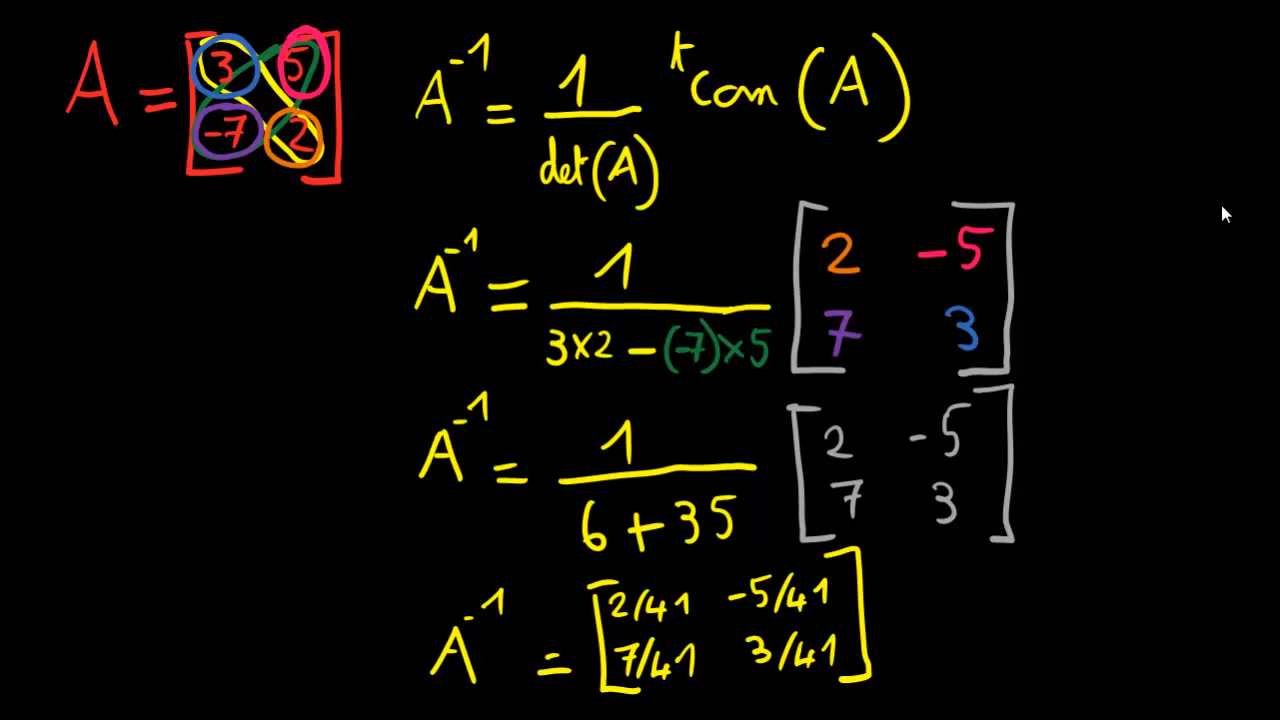 A = [ 3 5 ; -7 2 ]
A⁻¹ = 1 / det(A) ᵗcom(A)
A⁻¹ = 1 / (3×2 - (-7)×5) [ 2 -5 ; 7 3 ]
A⁻¹ = 1 / (6+35) [ 2 -5 ; 7 3 ]
A⁻¹ = [ 2/41 -5/41 ; 7/41 3/41 ]